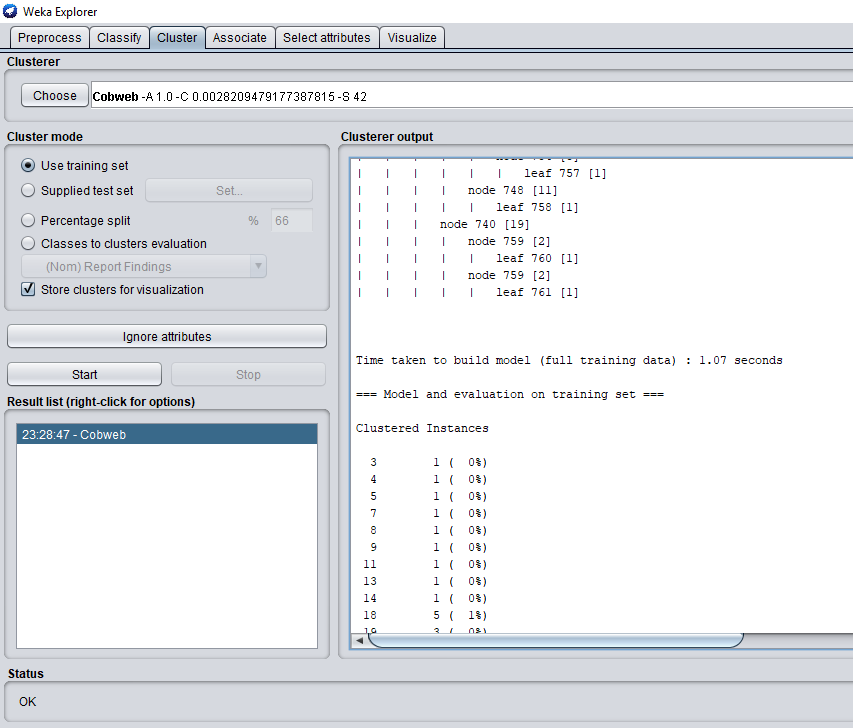 Weka Explorer
Preprocess Classify Cluster Associate Select attributes Visualize
Clusterer
Choose Cobweb -A 1.0 -C 0.0028209479177387815 -S 42
Cluster mode
Use training set
Supplied test set Set...
Percentage split % 66
Classes to clusters evaluation
(Nom) Report Findings
Store clusters for visualization
Ignore attributes
Start Stop
Result list (right-click for options)
23:28:47 - Cobweb
Clusterer output
| | | | | | leaf 757 [1]
| | | | node 748 [11]
| | | | | leaf 758 [1]
| | | node 740 [19]
| | | | node 759 [2]
| | | | | leaf 760 [1]
| | | | node 759 [2]
| | | | | leaf 761 [1]
Time taken to build model (full training data) : 1.07 seconds
=== Model and evaluation on training set ===
Clustered Instances
3 1 ( 0%)
4 1 ( 0%)
5 1 ( 0%)
7 1 ( 0%)
8 1 ( 0%)
9 1 ( 0%)
11 1 ( 0%)
13 1 ( 0%)
14 1 ( 0%)
18 5 ( 1%)
19 3 ( 0%)
Status
OK